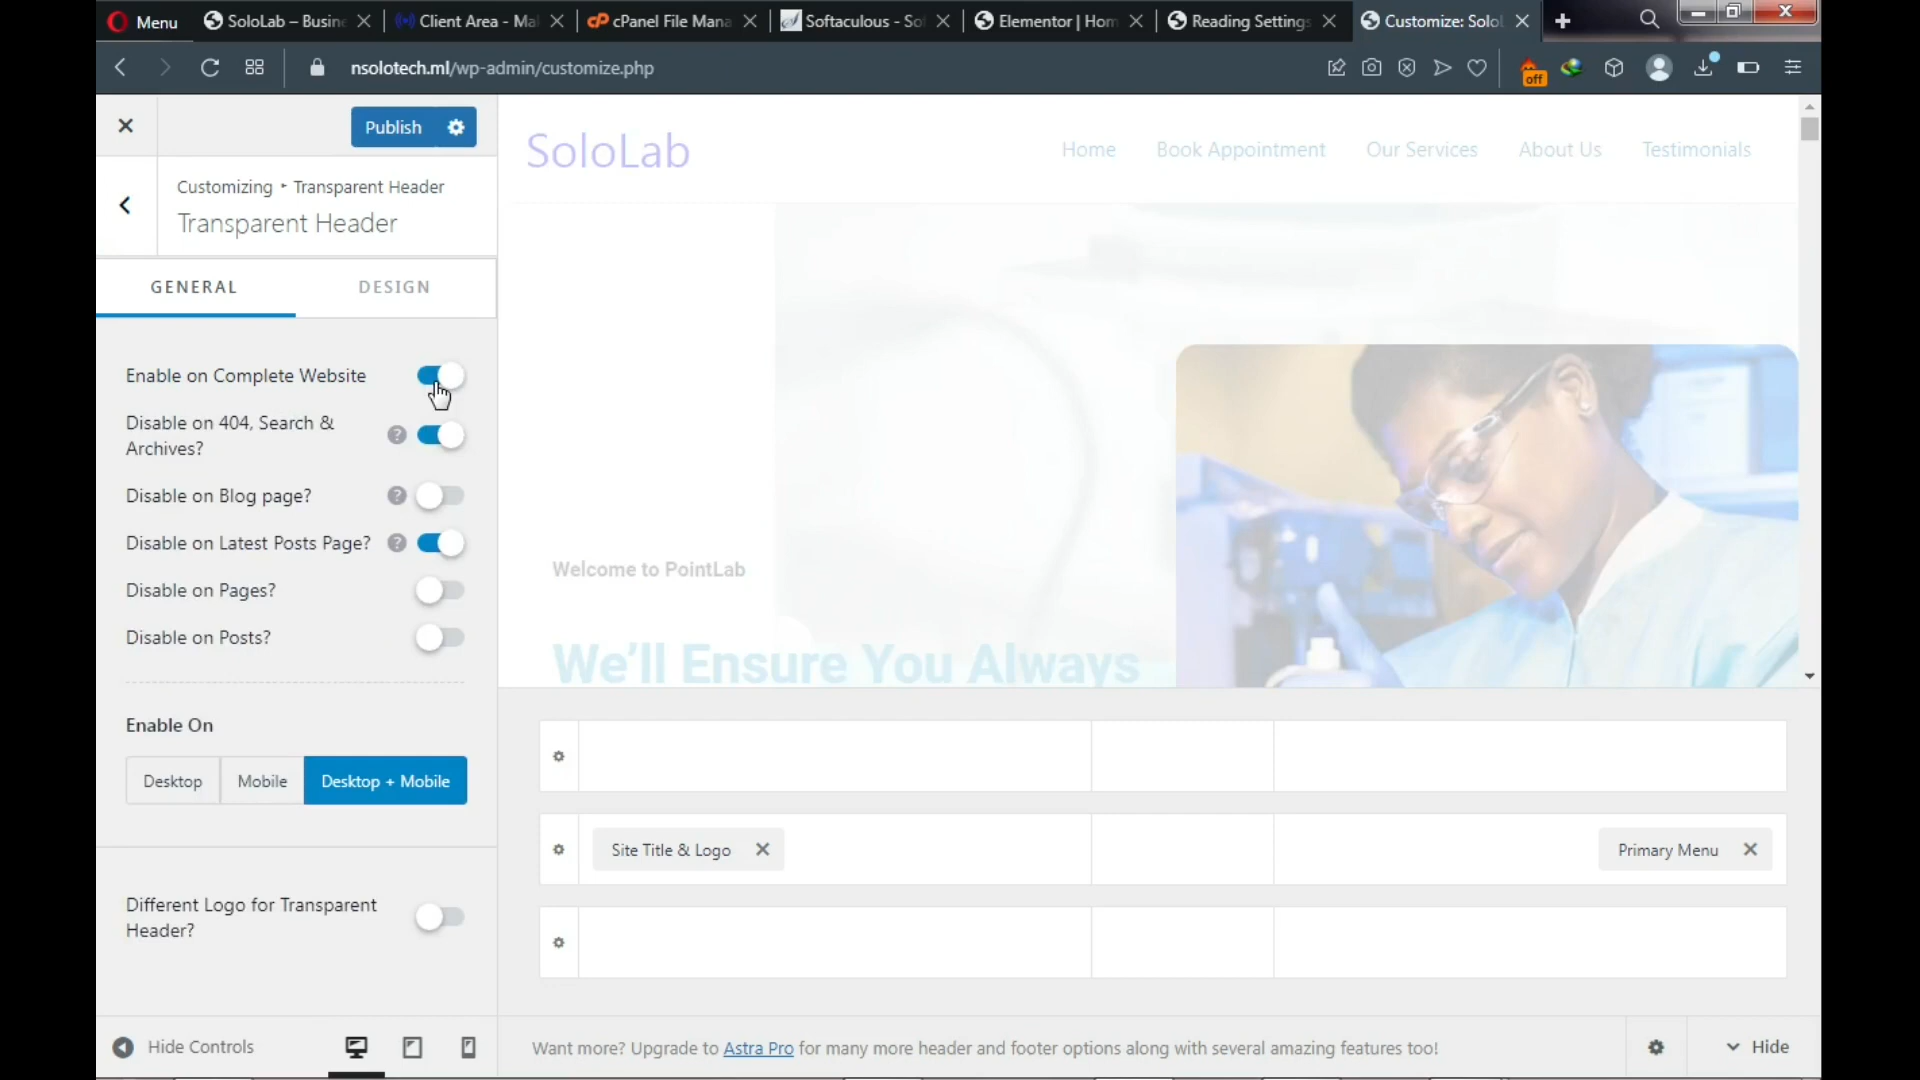 Menu
SoloLab – Busine
Client Area - Ma
cPanel File Mana
Softaculous - So
Elementor | Hom
Reading Settings
Customize: Solo
nsolotech.ml/wp-admin/customize.php
off
Publish
Customizing ‣ Transparent Header
Transparent Header
GENERAL
DESIGN
Enable on Complete Website
Disable on 404, Search &
Archives?
Disable on Blog page?
Disable on Latest Posts Page?
Disable on Pages?
Disable on Posts?
Enable On
Desktop
Mobile
Desktop + Mobile
Different Logo for Transparent
Header?
Hide Controls
SoloLab
Home
Book Appointment
Our Services
About Us
Testimonials
Welcome to PointLab
We’ll Ensure You Always
Site Title & Logo
Primary Menu
Want more? Upgrade to Astra Pro for many more header and footer options along with several amazing features too!
Hide